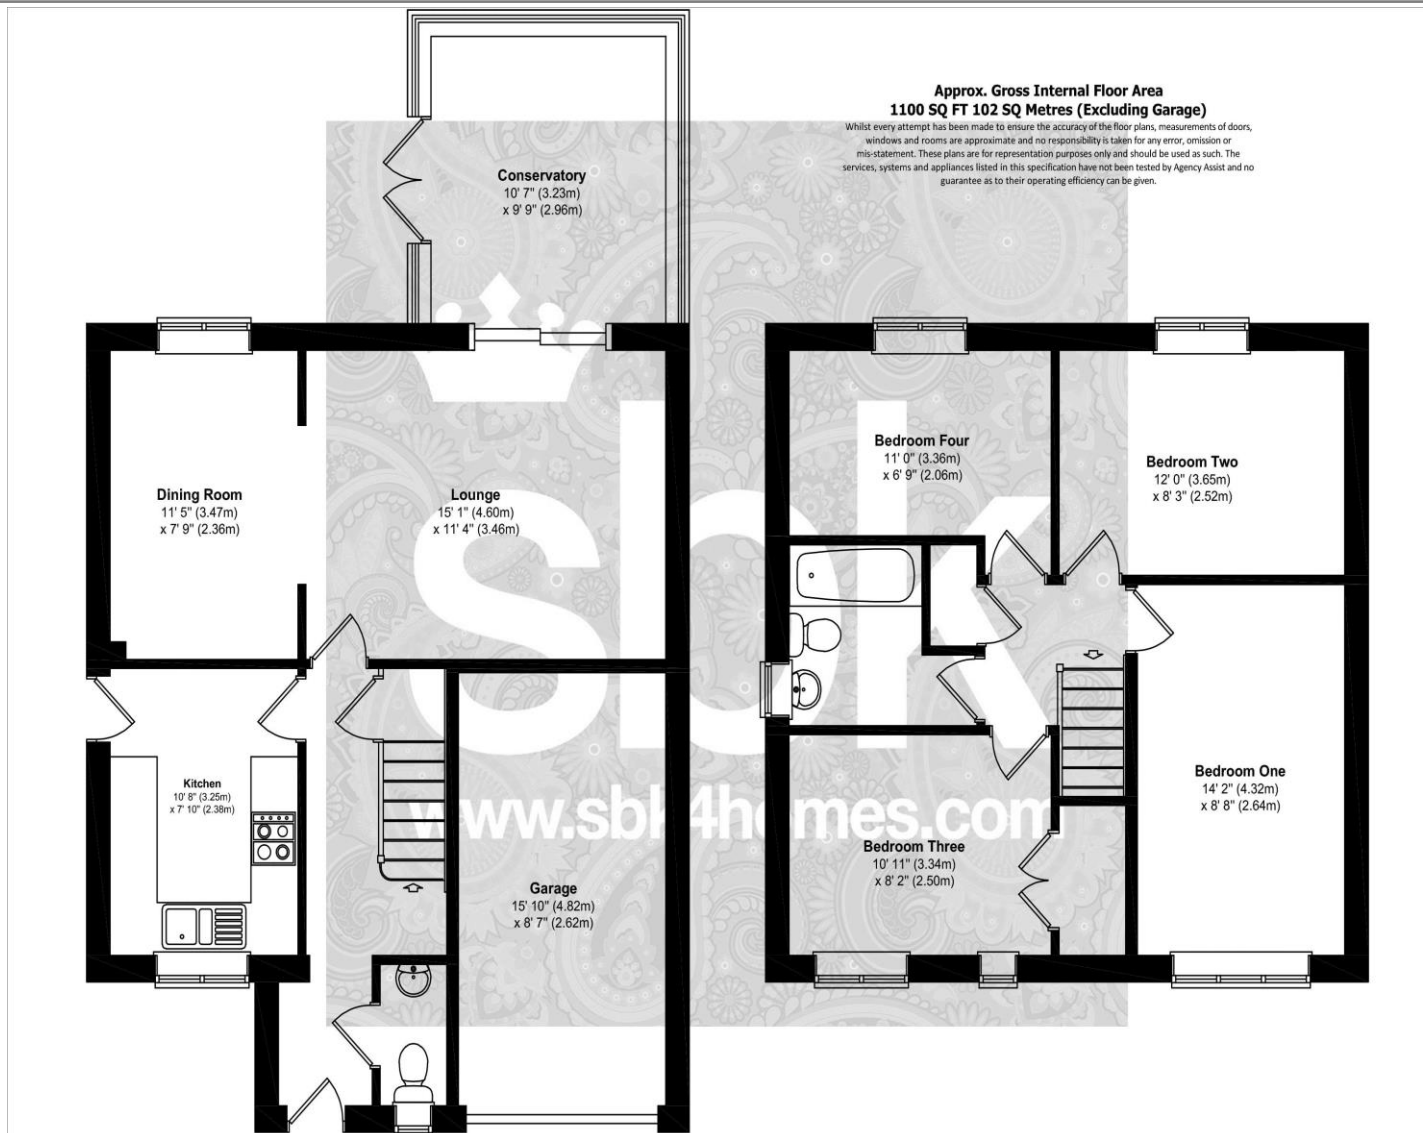 Approx. Gross Internal Floor Area
1100 SQ FT 102 SQ Metres (Excluding Garage)
Whilst every attempt has been made to ensure the accuracy of the floor plans, measurements of doors,
windows and rooms are approximate and no responsibility is taken for any error, omission or
mis-statement. These plans are for representation purposes only and should be used as such. The
services, systems and appliances listed in this specification have not been tested by Agency Assist and no
guarantee as to their operating efficiency can be given.
Conservatory
10' 7" (3.23m)
x 9' 9" (2.96m)
Dining Room
11' 5" (3.47m)
x 7' 9" (2.36m)
Lounge
15' 1" (4.60m)
x 11' 4" (3.46m)
Kitchen
10' 8" (3.25m)
x 7' 10" (2.38m)
Garage
15' 10" (4.82m)
x 8' 7" (2.62m)
Bedroom Four
11' 0" (3.36m)
x 6' 9" (2.06m)
Bedroom Two
12' 0" (3.65m)
x 8' 3" (2.52m)
Bedroom One
14' 2" (4.32m)
x 8' 8" (2.64m)
Bedroom Three
10' 11" (3.34m)
x 8' 2" (2.50m)
sbk
www.sbk4homes.com